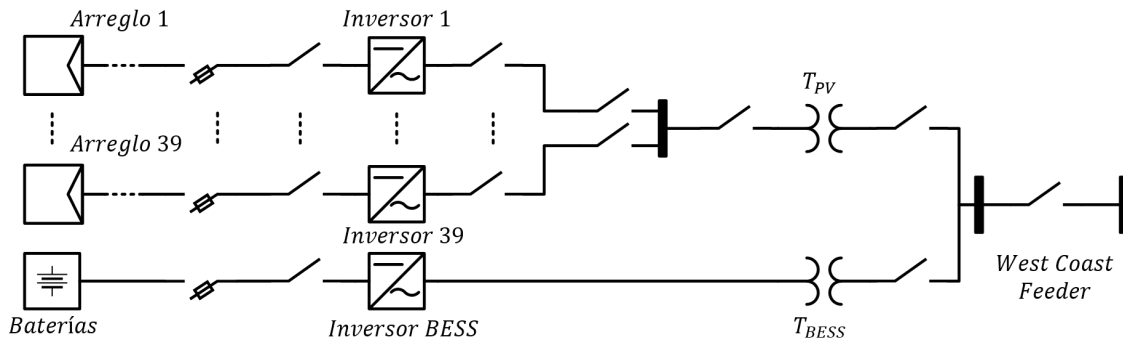 Arreglo 1
Inversor 1
T_PV
Arreglo 39
Inversor 39
Baterías
Inversor BESS
T_BESS
West Coast
Feeder